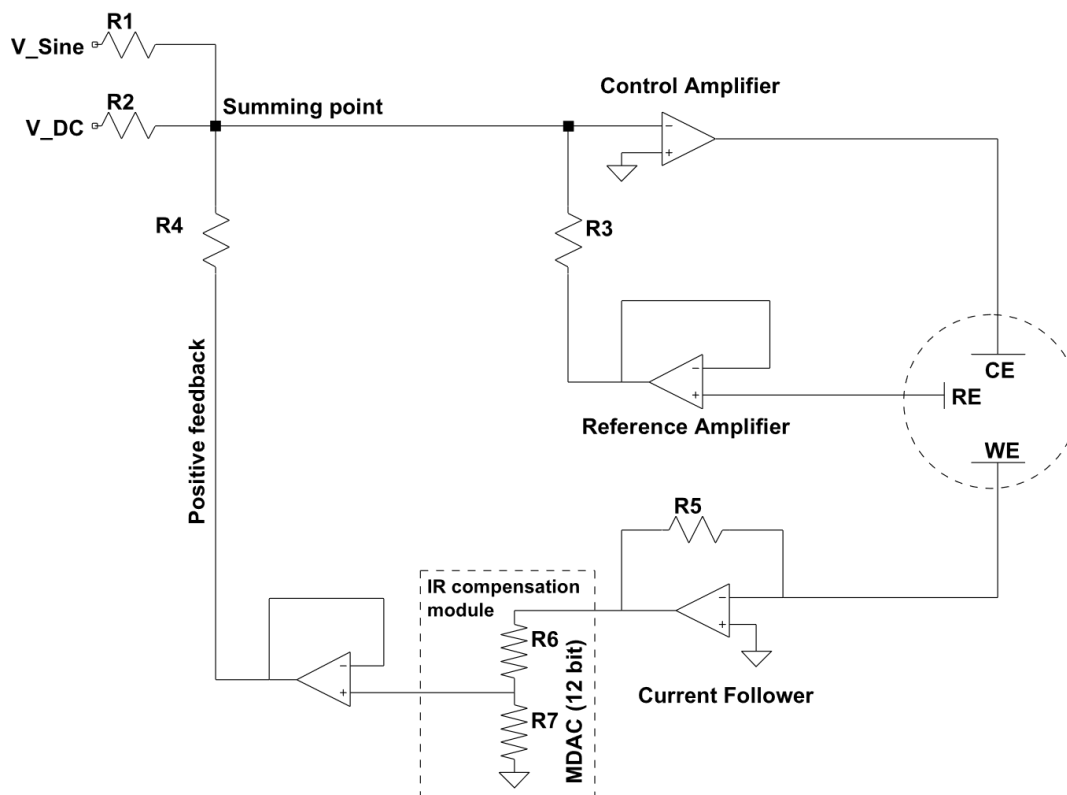 R1
V_Sine
R2
V_DC
Summing point
Control Amplifier
−
+
R4
R3
Positive feedback
−
+
Reference Amplifier
CE
RE
WE
R5
IR compensation
module
−
+
R6
R7
MDAC (12 bit)
−
+
Current Follower